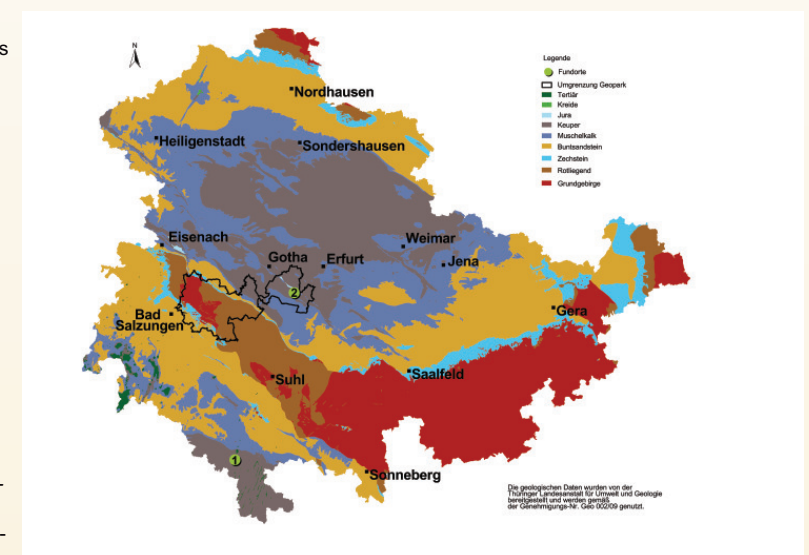 s
N
Legende
Fundorte
Umgrenzung Geopark
Tertiär
Kreide
Jura
Keuper
Muschelkalk
Buntsandstein
Zechstein
Rotliegend
Grundgebirge
Nordhausen
Heiligenstadt
Sondershausen
Eisenach
Weimar
Gotha
Erfurt
Jena
2
Bad
Salzungen
Gera
Suhl
Saalfeld
1
Sonneberg
-
Die geologischen Daten wurden von der
Thüringer Landesanstalt für Umwelt und Geologie
bereitgestellt und werden gemäß
der Genehmigungs-Nr. Geo 002/09 genutzt.
-